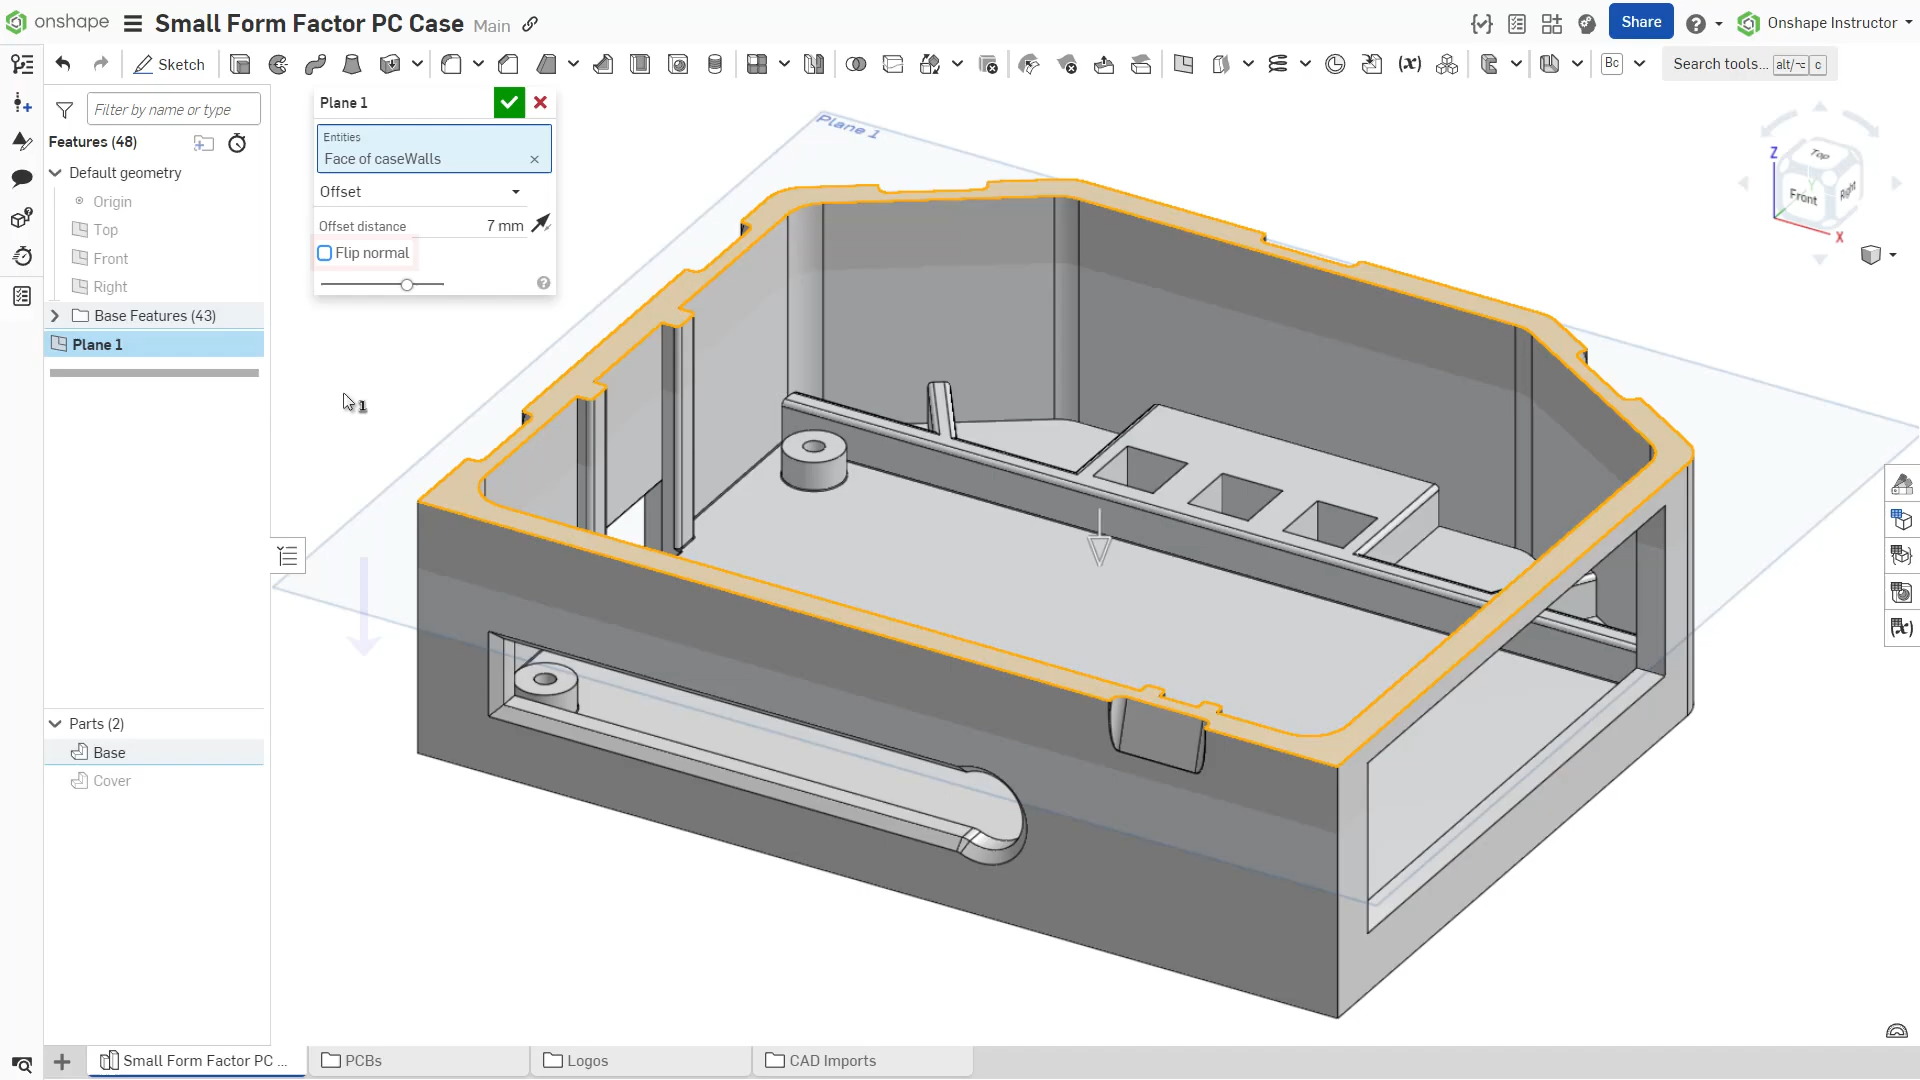 onshape
Small Form Factor PC Case
Main
Share
Onshape Instructor
Sketch
Bc
Search tools... alt/⌥ c
Filter by name or type
Features (48)
Default geometry
Origin
Top
Front
Right
Base Features (43)
Plane 1
Parts (2)
Base
Cover
Plane 1
Entities
Face of caseWalls
Offset
Offset distance 7 mm
Flip normal
1
Plane 1
Z
Top
Y
Front
Right
X
Small Form Factor PC ...
PCBs
Logos
CAD Imports